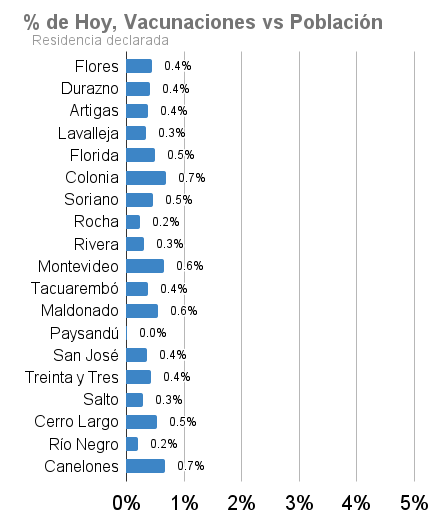 % de Hoy, Vacunaciones vs Población
Residencia declarada
Flores 0.4%
Durazno 0.4%
Artigas 0.4%
Lavalleja 0.3%
Florida 0.5%
Colonia 0.7%
Soriano 0.5%
Rocha 0.2%
Rivera 0.3%
Montevideo 0.6%
Tacuarembó 0.4%
Maldonado 0.6%
Paysandú 0.0%
San José 0.4%
Treinta y Tres 0.4%
Salto 0.3%
Cerro Largo 0.5%
Río Negro 0.2%
Canelones 0.7%
0% 1% 2% 3% 4% 5%